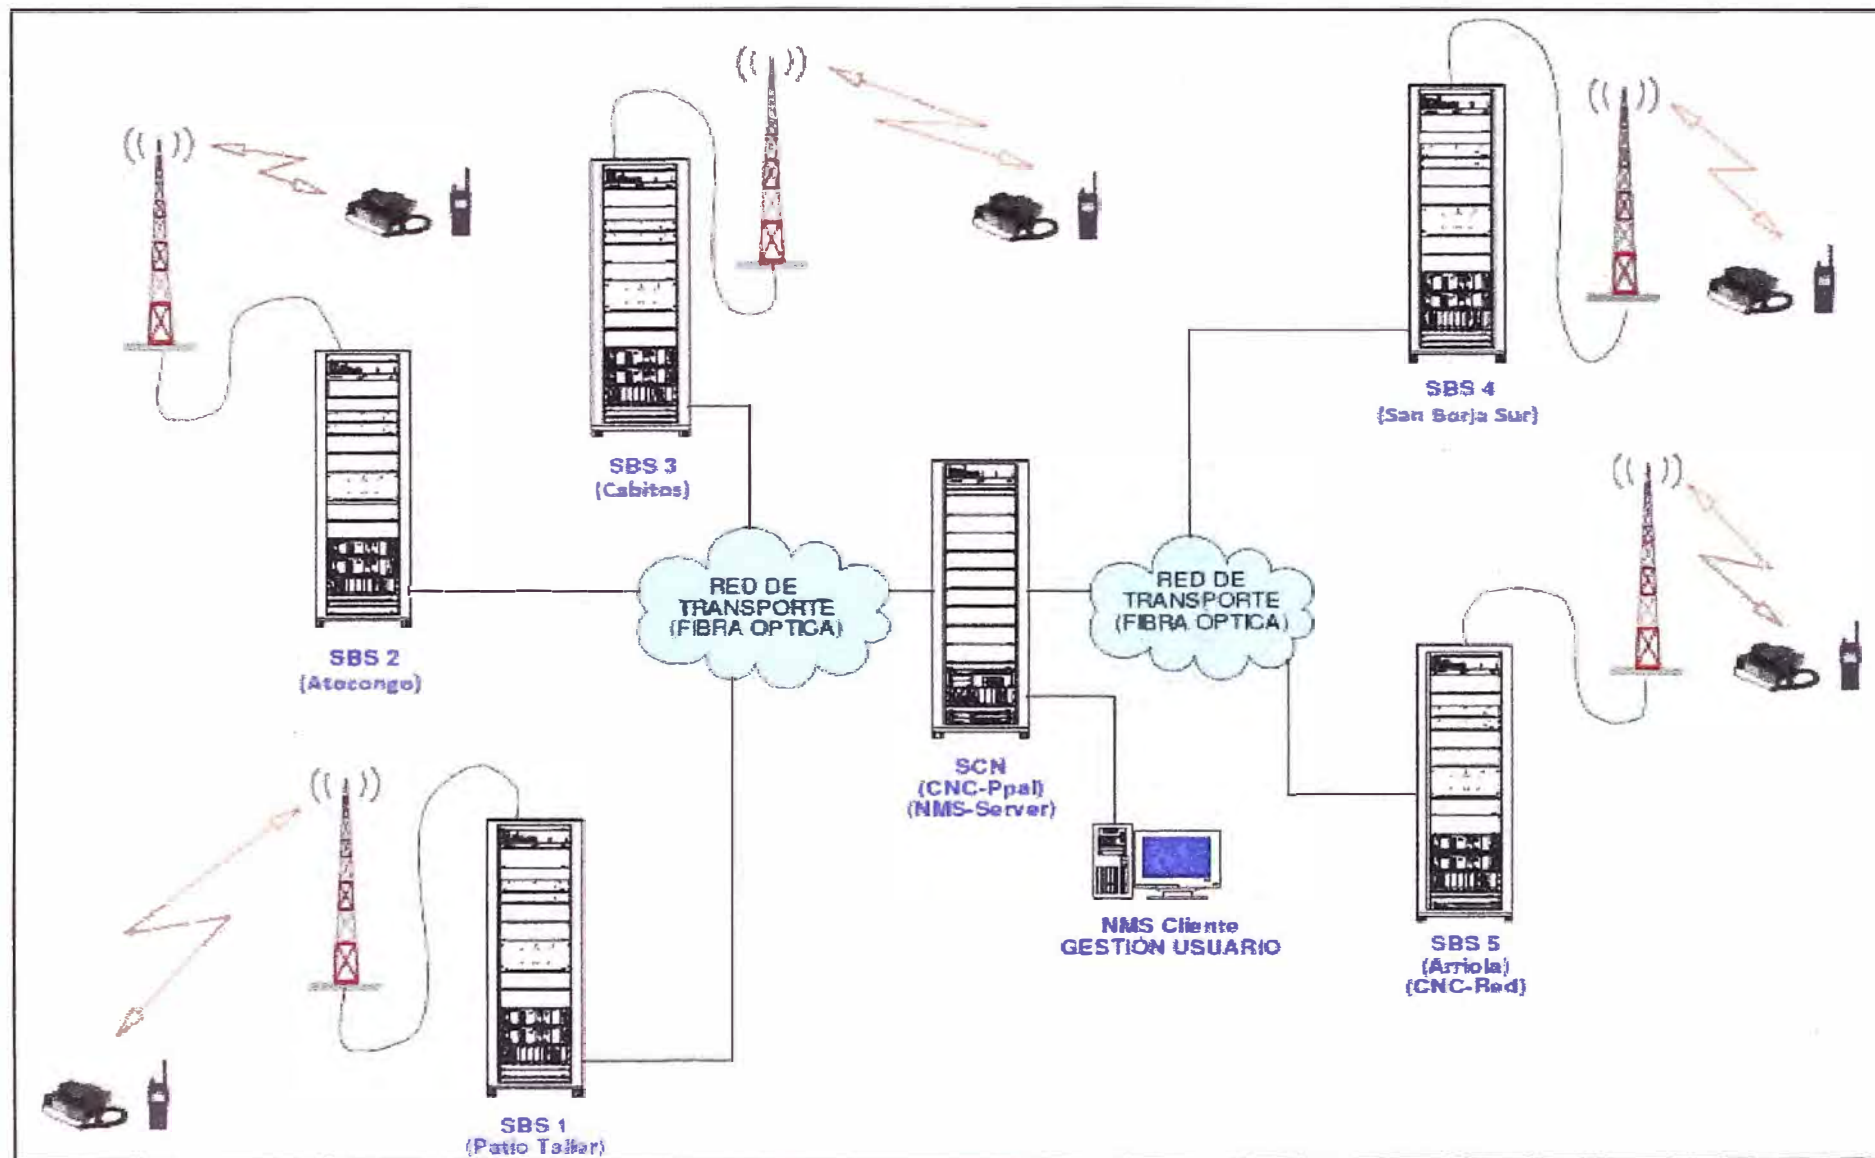 SBS 4
(San Borja Sur)
SBS 3
(Cabitos)
RED DE
TRANSPORTE
(FIBRA OPTICA)
RED DE
TRANSPORTE
(FIBRA OPTICA)
SBS 2
(Atocongo)
SCN
(CNC-Ppal)
(NMS-Server)
NMS Cliente
GESTIÓN USUARIO
SBS 5
(Arriola)
(CNC-Red)
SBS 1
(Patio Taller)